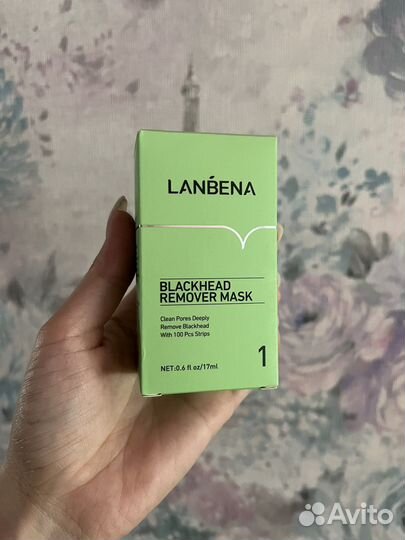 LANBENA
BLACKHEAD
REMOVER MASK
Clean Pores Deeply
Remove Blackhead
With 100 Pcs Strips
NET:0.6 fl oz/17ml
1
Avito